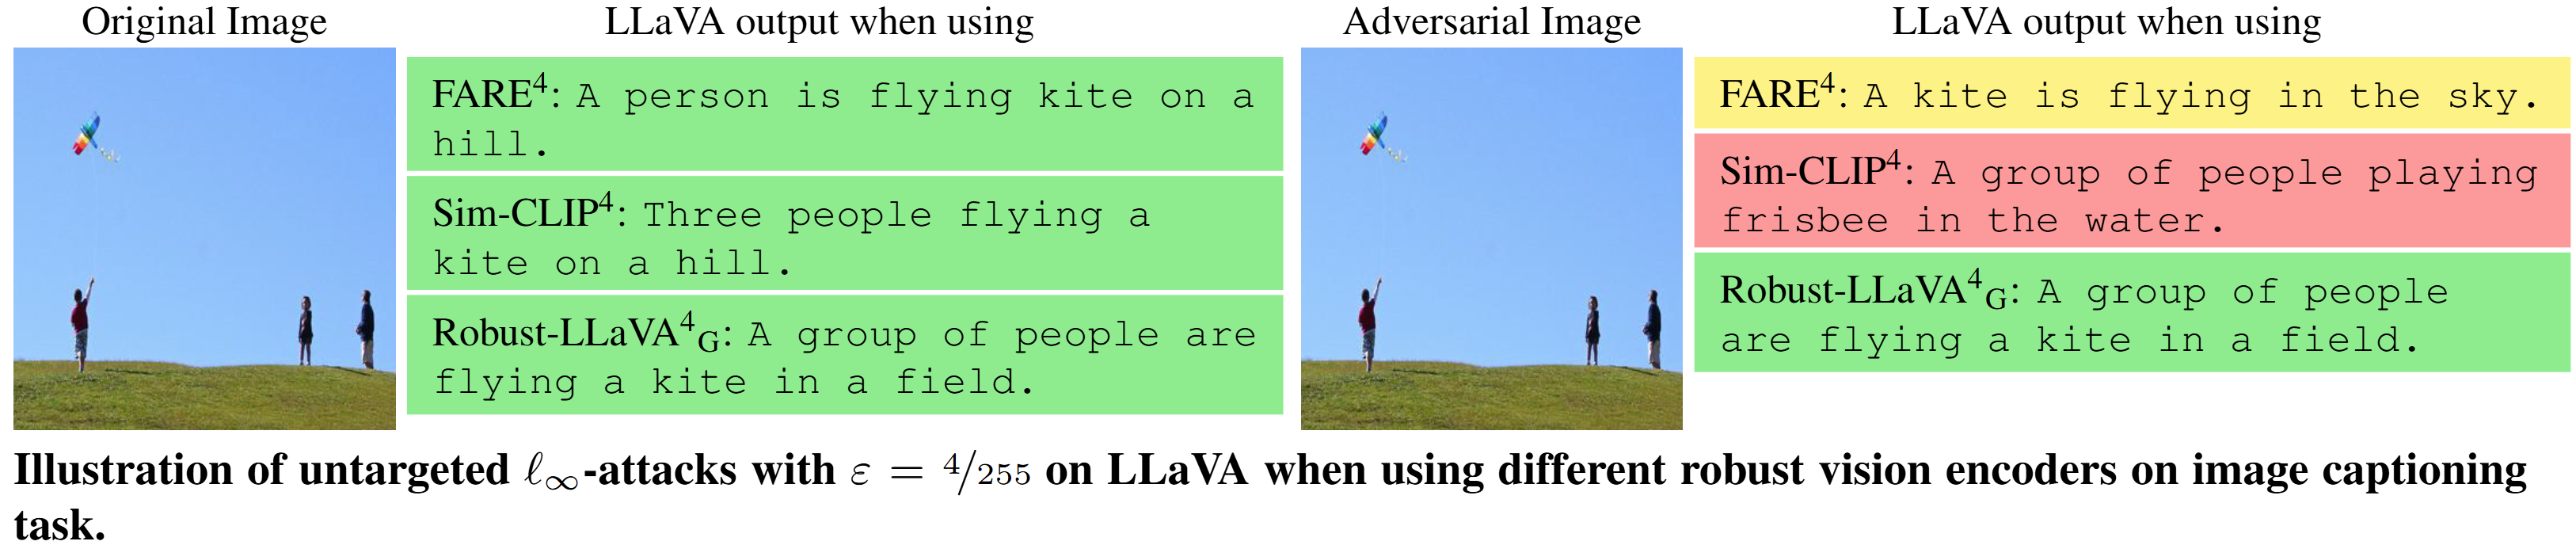 Original Image
LLaVA output when using
FARE⁴: A person is flying kite on a
hill.
Sim-CLIP⁴: Three people flying a
kite on a hill.
Robust-LLaVA⁴_G: A group of people are
flying a kite in a field.
Adversarial Image
LLaVA output when using
FARE⁴: A kite is flying in the sky.
Sim-CLIP⁴: A group of people playing
frisbee in the water.
Robust-LLaVA⁴_G: A group of people
are flying a kite in a field.
Illustration of untargeted ℓ∞-attacks with ε = 4/255 on LLaVA when using different robust vision encoders on image captioning
task.